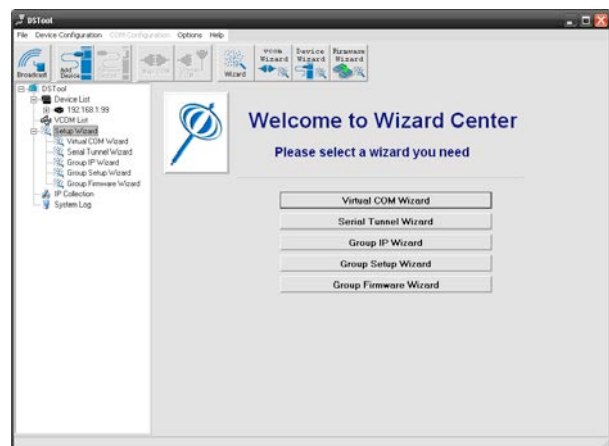 DSTool
File Device Configuration COM Configuration Options Help
Broadcast
Add Device
Wizard
VCOM Wizard
Device Wizard
Firmware Wizard
DSTool
Device List
192.168.1.99
VCOM List
Setup Wizard
Virtual COM Wizard
Serial Tunnel Wizard
Group IP Wizard
Group Setup Wizard
Group Firmware Wizard
IP Collection
System Log
Welcome to Wizard Center
Please select a wizard you need
Virtual COM Wizard
Serial Tunnel Wizard
Group IP Wizard
Group Setup Wizard
Group Firmware Wizard